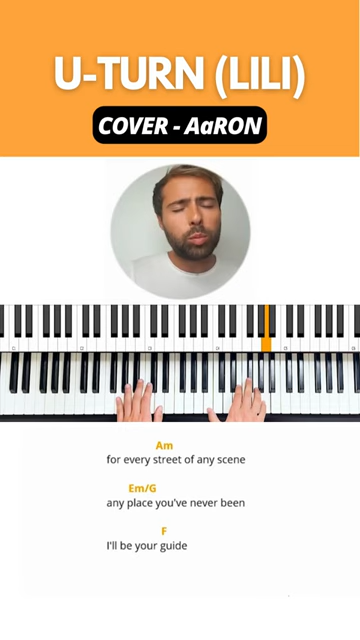 U-TURN (LILI)
COVER - AaRON
Am
for every street of any scene
Em/G
any place you've never been
F
I'll be your guide